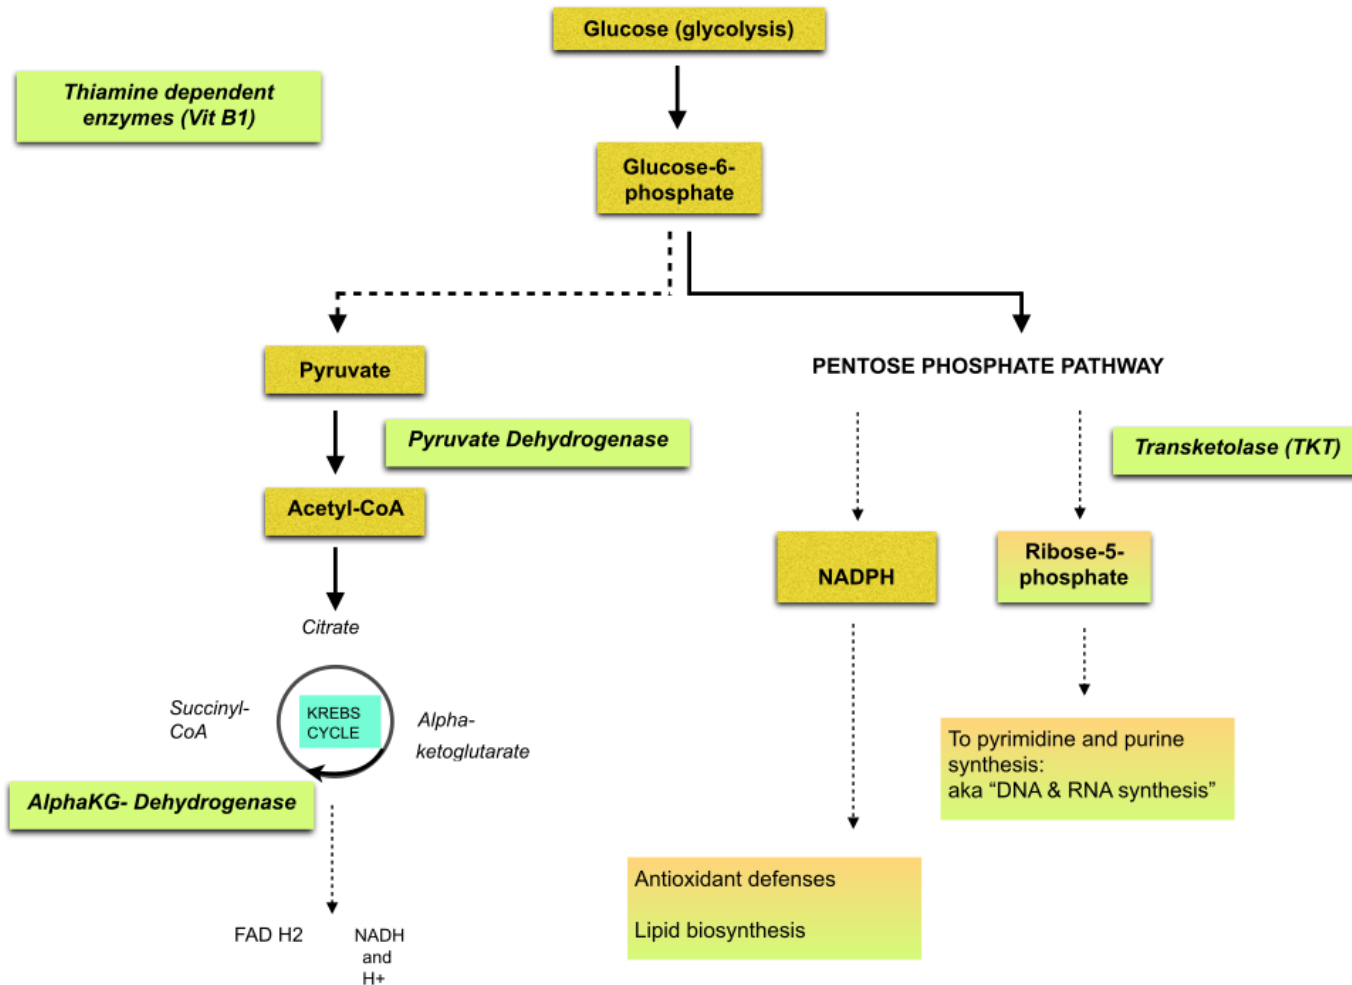 Glucose (glycolysis)
Thiamine dependent
enzymes (Vit B1)
Glucose-6-
phosphate
Pyruvate
PENTOSE PHOSPHATE PATHWAY
Pyruvate Dehydrogenase
Transketolase (TKT)
Acetyl-CoA
NADPH
Ribose-5-
phosphate
Citrate
Succinyl-
CoA
KREBS
CYCLE
Alpha-
ketoglutarate
To pyrimidine and purine
synthesis:
aka “DNA & RNA synthesis”
AlphaKG- Dehydrogenase
Antioxidant defenses
Lipid biosynthesis
FAD H2
NADH
and
H+